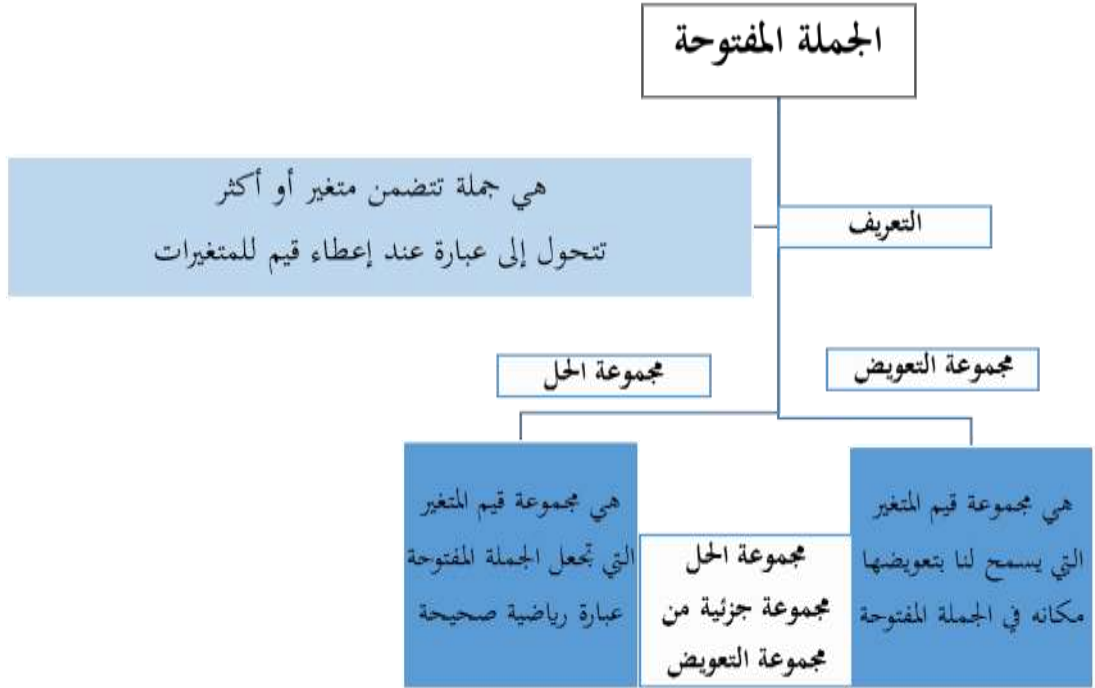 الجملة المفتوحة
التعريف
هي جملة تتضمن متغير أو أكثر
تتحول إلى عبارة عند إعطاء قيم للمتغيرات
مجموعة التعويض
هي مجموعة قيم المتغير
التي يسمح لنا بتعويضها
مكانه في الجملة المفتوحة
مجموعة الحل
هي مجموعة قيم المتغير
التي تجعل الجملة المفتوحة
عبارة رياضية صحيحة
مجموعة الحل
مجموعة جزئية من
مجموعة التعويض